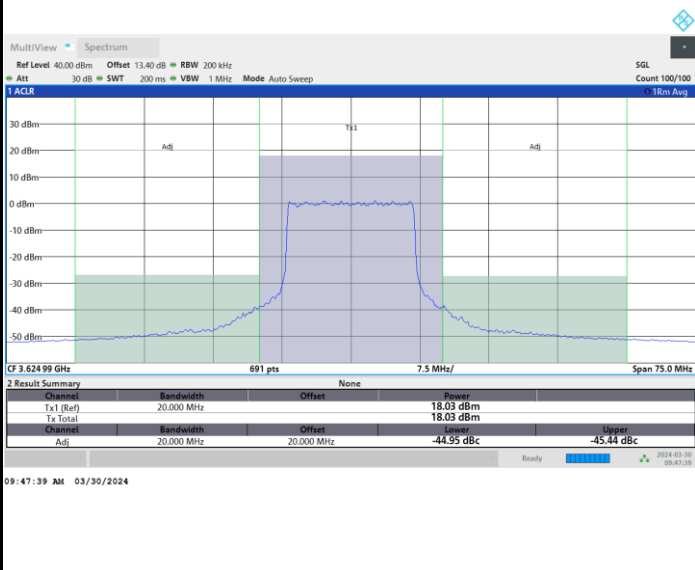 MultiView Spectrum
Ref Level 40.00 dBm Offset 13.40 dB RBW 200 kHz SGL
Att 30 dB SWT 200 ms VBW 1 MHz Mode Auto Sweep Count 100/100
1 ACLR 1Rm Avg
Tx1
30 dBm
Adj Adj
20 dBm
10 dBm
0 dBm
-10 dBm
-20 dBm
-30 dBm
-40 dBm
-50 dBm
CF 3.624 99 GHz 691 pts 7.5 MHz/ Span 75.0 MHz
2 Result Summary None
Channel Bandwidth Offset Power
Tx1 (Ref) 20.000 MHz 18.03 dBm
Tx Total 18.03 dBm
Channel Bandwidth Offset Lower Upper
Adj 20.000 MHz 20.000 MHz -44.95 dBc -45.44 dBc
Ready 2024-03-30
09:47:39
09:47:39 AM 03/30/2024